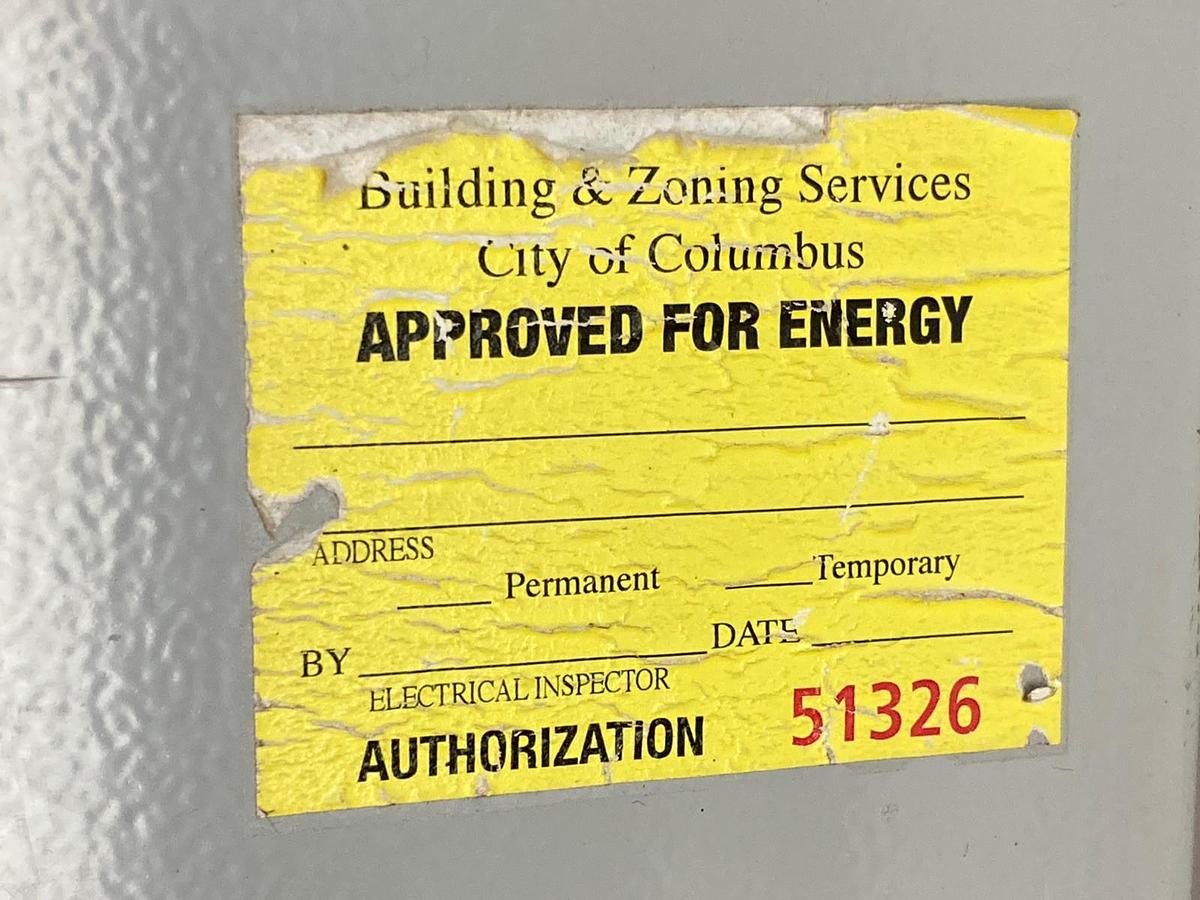 Building & Zoning Services
City of Columbus
APPROVED FOR ENERGY
ADDRESS
Permanent Temporary
BY DATE
ELECTRICAL INSPECTOR
AUTHORIZATION 51326